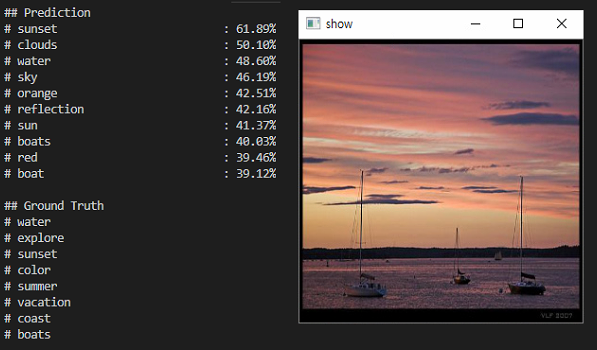 ## Prediction
# sunset : 61.89%
# clouds : 50.10%
# water : 48.60%
# sky : 46.19%
# orange : 42.51%
# reflection : 42.16%
# sun : 41.37%
# boats : 40.03%
# red : 39.46%
# boat : 39.12%
## Ground Truth
# water
# explore
# sunset
# color
# summer
# vacation
# coast
# boats
show
VLF 2007